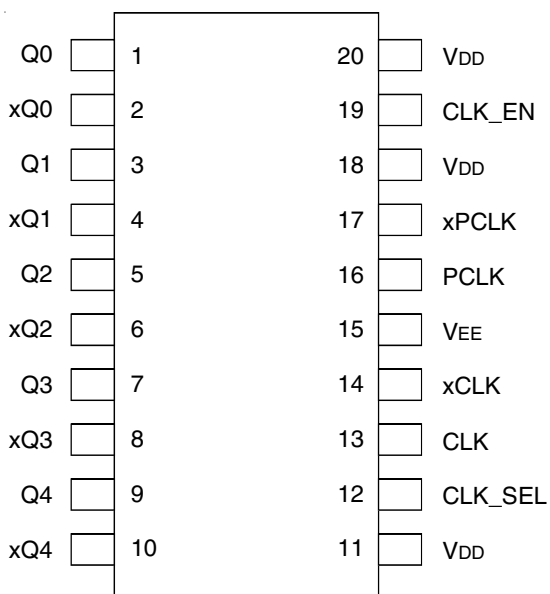 Q0 1 20 VDD
xQ0 2 19 CLK_EN
Q1 3 18 VDD
xQ1 4 17 xPCLK
Q2 5 16 PCLK
xQ2 6 15 VEE
Q3 7 14 xCLK
xQ3 8 13 CLK
Q4 9 12 CLK_SEL
xQ4 10 11 VDD